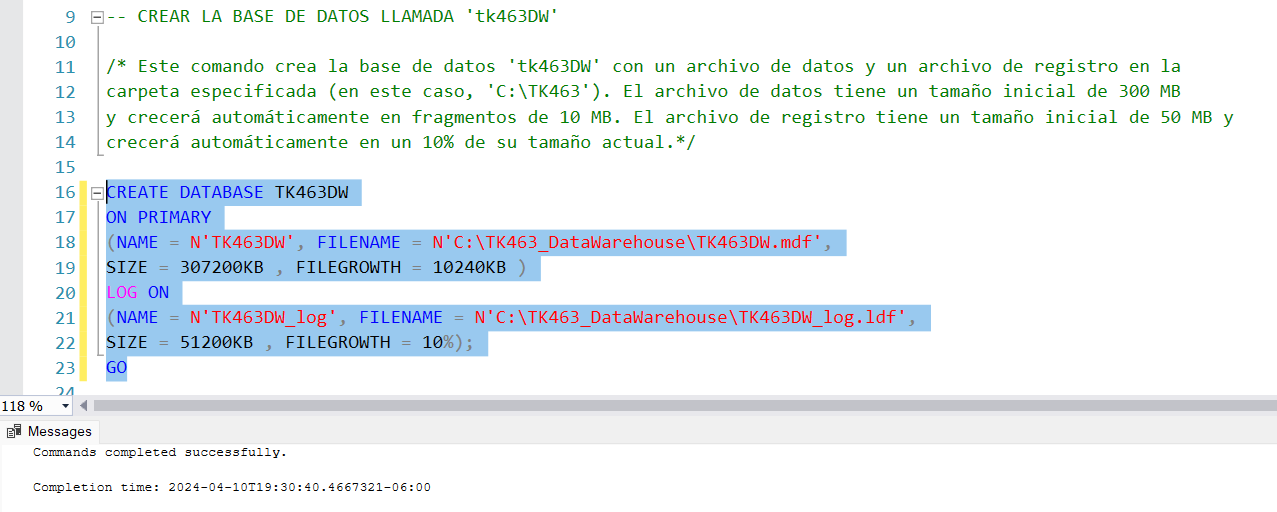 9 -- CREAR LA BASE DE DATOS LLAMADA 'tk463DW'
10
11 /* Este comando crea la base de datos 'tk463DW' con un archivo de datos y un archivo de registro en la
12 carpeta especificada (en este caso, 'C:\TK463'). El archivo de datos tiene un tamaño inicial de 300 MB
13 y crecerá automáticamente en fragmentos de 10 MB. El archivo de registro tiene un tamaño inicial de 50 MB y
14 crecerá automáticamente en un 10% de su tamaño actual.*/
15
16 CREATE DATABASE TK463DW
17 ON PRIMARY
18 (NAME = N'TK463DW', FILENAME = N'C:\TK463_DataWarehouse\TK463DW.mdf',
19 SIZE = 307200KB , FILEGROWTH = 10240KB )
20 LOG ON
21 (NAME = N'TK463DW_log', FILENAME = N'C:\TK463_DataWarehouse\TK463DW_log.ldf',
22 SIZE = 51200KB , FILEGROWTH = 10%);
23 GO
24
118 %
Messages
Commands completed successfully.
Completion time: 2024-04-10T19:30:40.4667321-06:00